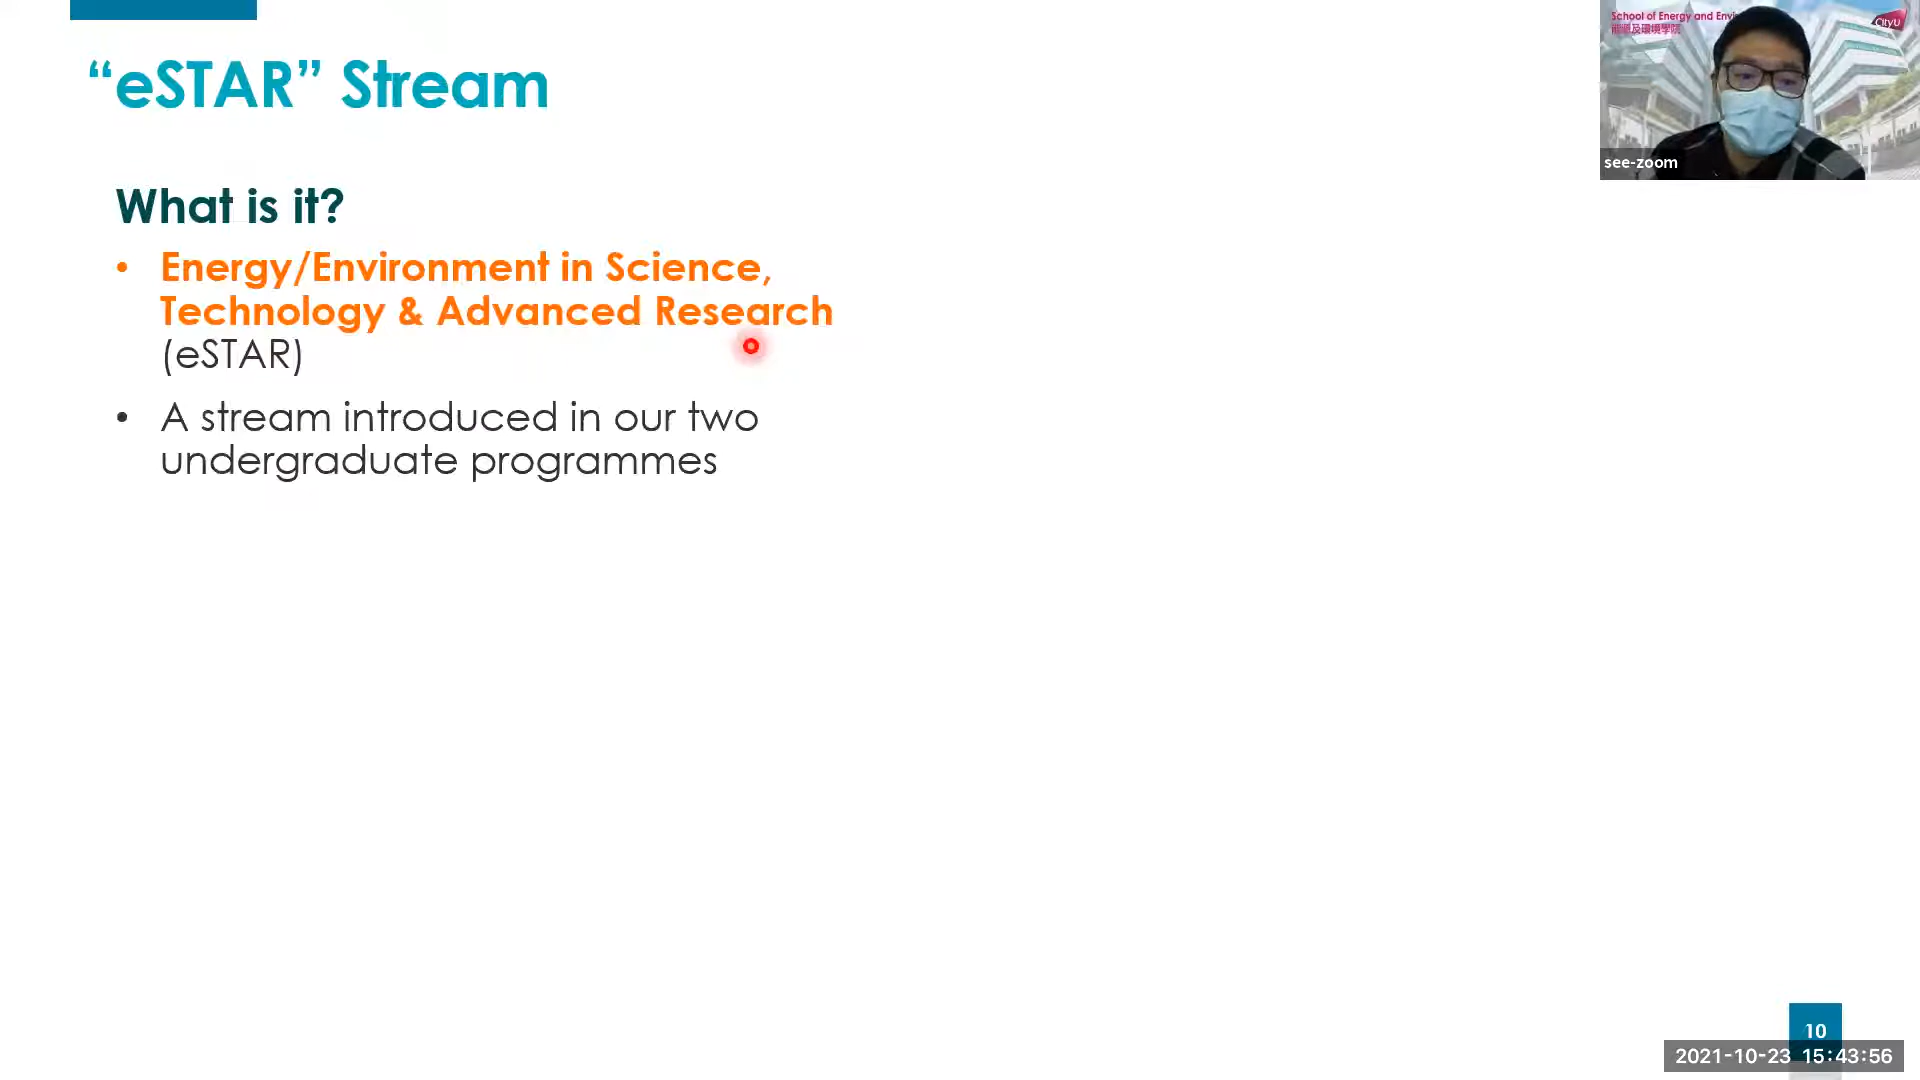 “eSTAR” Stream
School of Energy and Envi
能源及環境學院
CityU
see-zoom
What is it?
• Energy/Environment in Science,
Technology & Advanced Research
(eSTAR)
• A stream introduced in our two
undergraduate programmes
10
2021-10-23 15:43:56